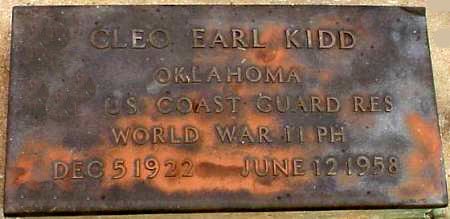 CLEO EARL KIDD
OKLAHOMA
US COAST GUARD RES
WORLD WAR II PH
DEC 5 1922 JUNE 12 1958